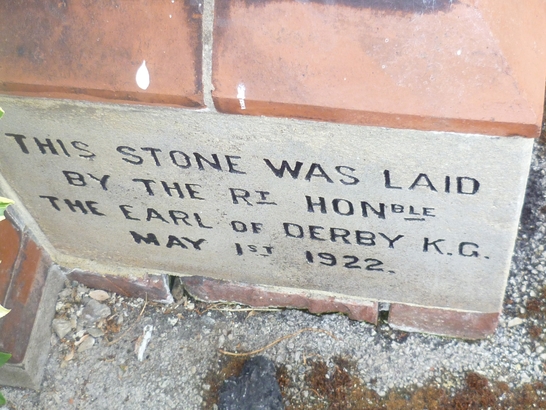 THIS STONE WAS LAID
BY THE RT HONBLE
THE EARL OF DERBY K.G.
MAY 1ST 1922.